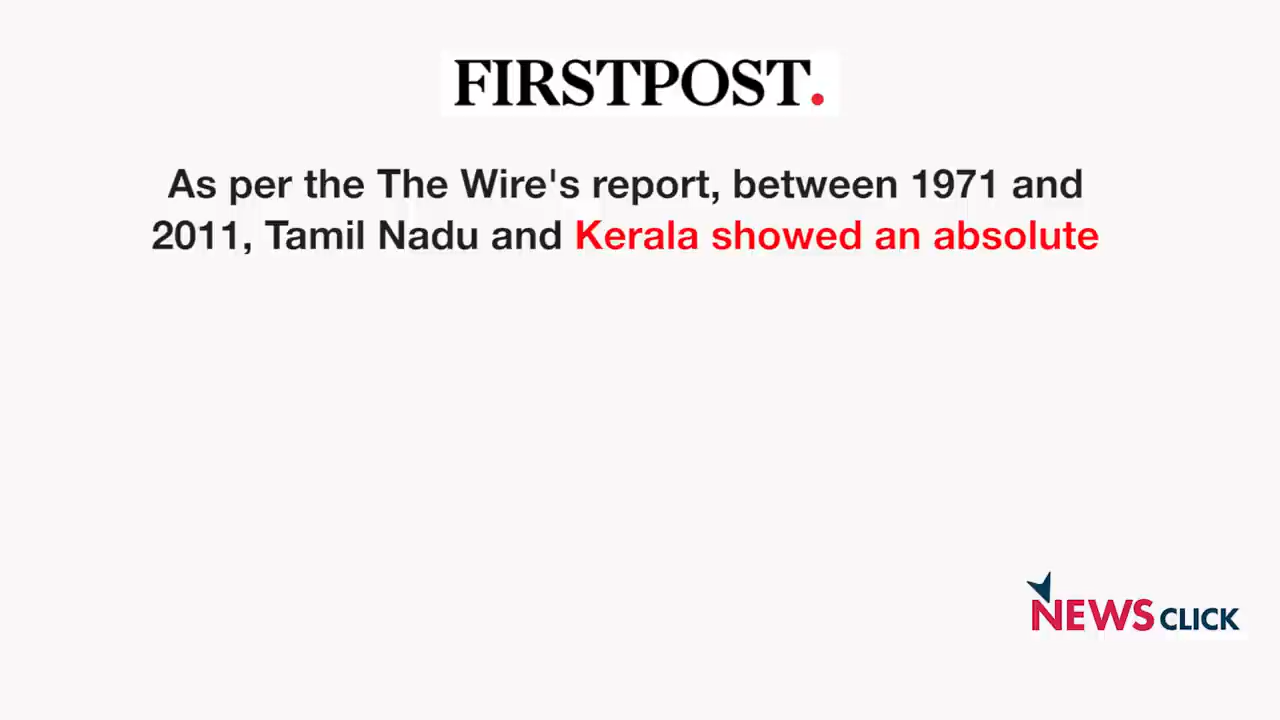 FIRSTPOST.
As per the The Wire's report, between 1971 and
2011, Tamil Nadu and Kerala showed an absolute
NEWS CLICK